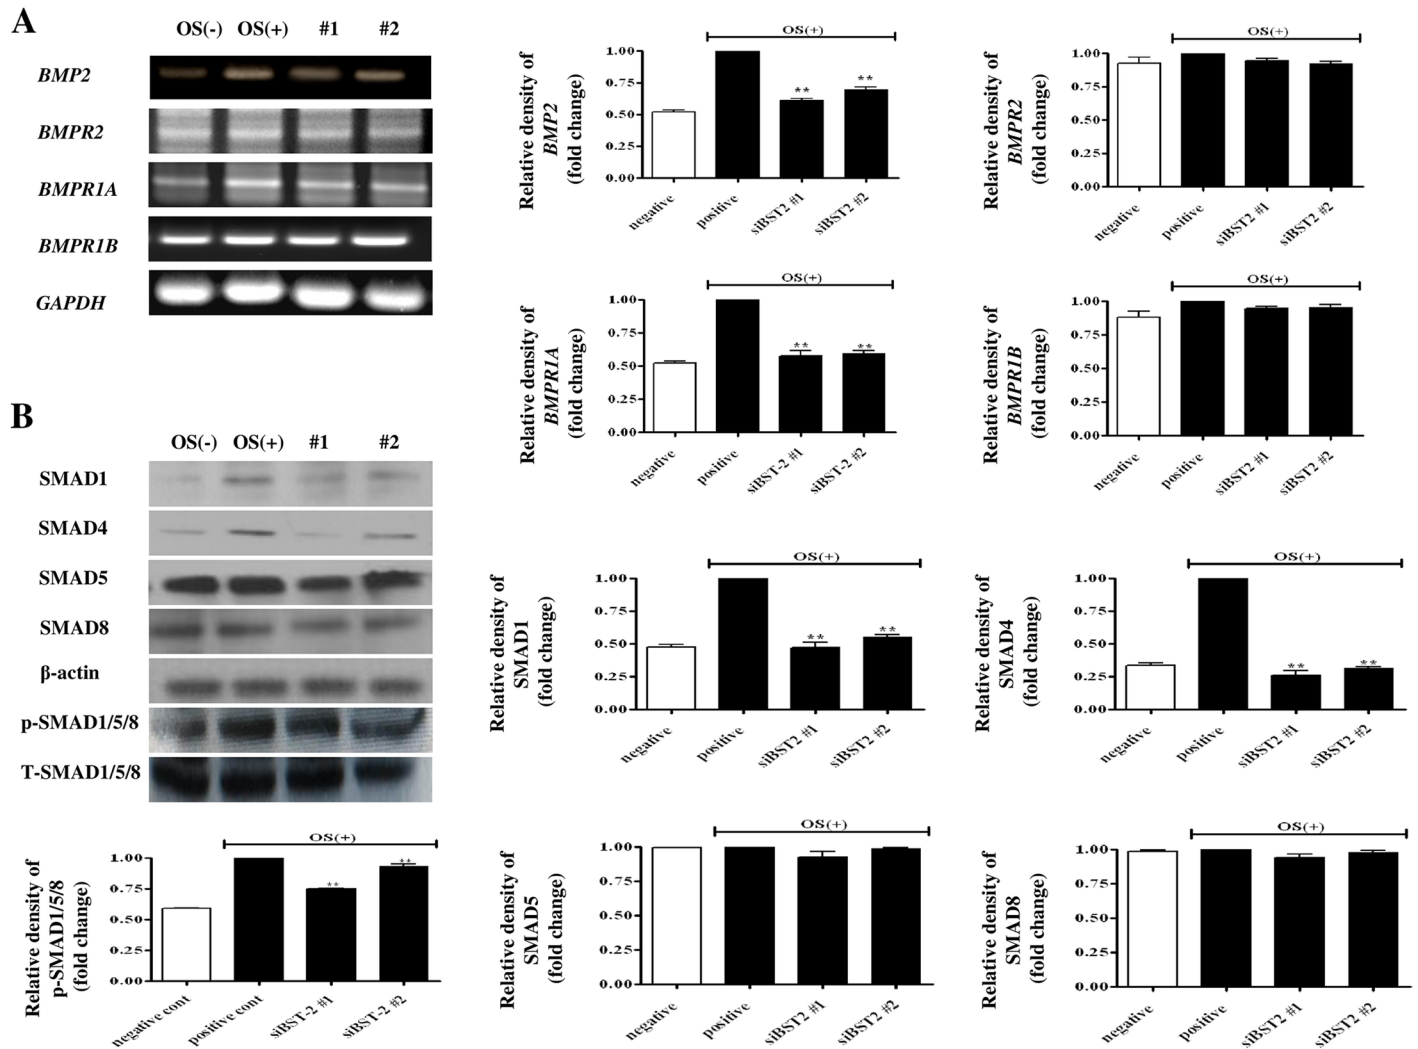 A
OS(-) OS(+) #1 #2
BMP2
BMPR2
BMPR1A
BMPR1B
GAPDH
OS(+)
Relative density of
BMP2
(fold change)
1.00
0.75
0.50
0.25
0.00
** **
negative positive siBST2 #1 siBST2 #2
OS(+)
Relative density of
BMPR2
(fold change)
1.00
0.75
0.50
0.25
0.00
negative positive siBST2 #1 siBST2 #2
OS(+)
Relative density of
BMPR1A
(fold change)
1.00
0.75
0.50
0.25
0.00
** **
negative positive siBST-2 #1 siBST-2 #2
OS(+)
Relative density of
BMPR1B
(fold change)
1.00
0.75
0.50
0.25
0.00
negative positive siBST2 #1 siBST2 #2
B
OS(-) OS(+) #1 #2
SMAD1
SMAD4
SMAD5
SMAD8
β-actin
p-SMAD1/5/8
T-SMAD1/5/8
OS(+)
Relative density of
SMAD1
(fold change)
1.00
0.75
0.50
0.25
0.00
** **
negative positive siBST2 #1 siBST2 #2
OS(+)
Relative density of
SMAD4
(fold change)
1.00
0.75
0.50
0.25
0.00
** **
negative positive siBST2 #1 siBST2 #2
OS(+)
Relative density of
p-SMAD1/5/8
(fold change)
1.00
0.75
0.50
0.25
0.00
** **
negative cont positive cont siBST-2 #1 siBST-2 #2
OS(+)
Relative density of
SMAD5
(fold change)
1.00
0.75
0.50
0.25
0.00
negative positive siBST2 #1 siBST2 #2
OS(+)
Relative density of
SMAD8
(fold change)
1.00
0.75
0.50
0.25
0.00
negative positive siBST2 #1 siBST2 #2